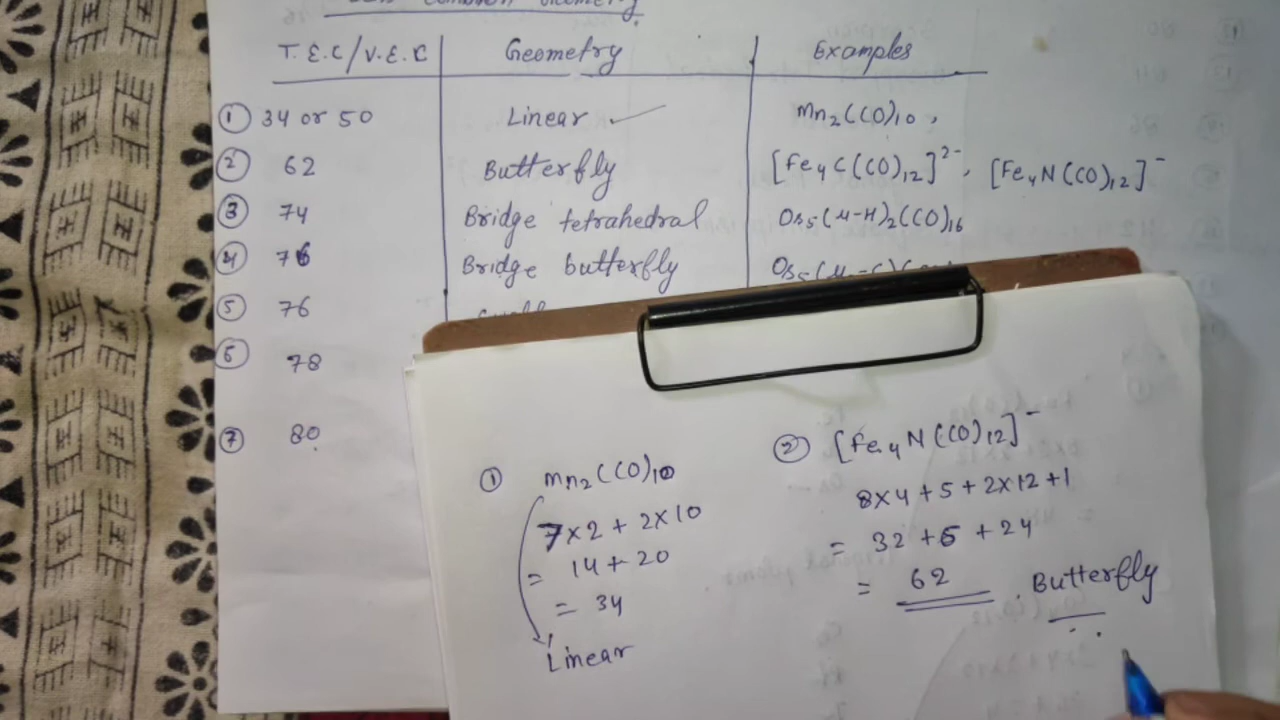 Common Geometry
T.E.C/V.E.C Geometry Examples
① 34 or 50 Linear ✓ Mn₂(CO)₁₀,
② 62 Butterfly [Fe₄C(CO)₁₂]²⁻, [Fe₄N(CO)₁₂]⁻
③ 74 Bridge tetrahedral Os₅(μ-H)₂(CO)₁₆
④ 76 Bridge butterfly
⑤ 76
⑥ 78
⑦ 80
① Mn₂(CO)₁₀
7×2 + 2×10
= 14 + 20
= 34
Linear
② [Fe₄N(CO)₁₂]⁻
8×4 + 5 + 2×12 + 1
= 32 + 6 + 24
= 62. Butterfly